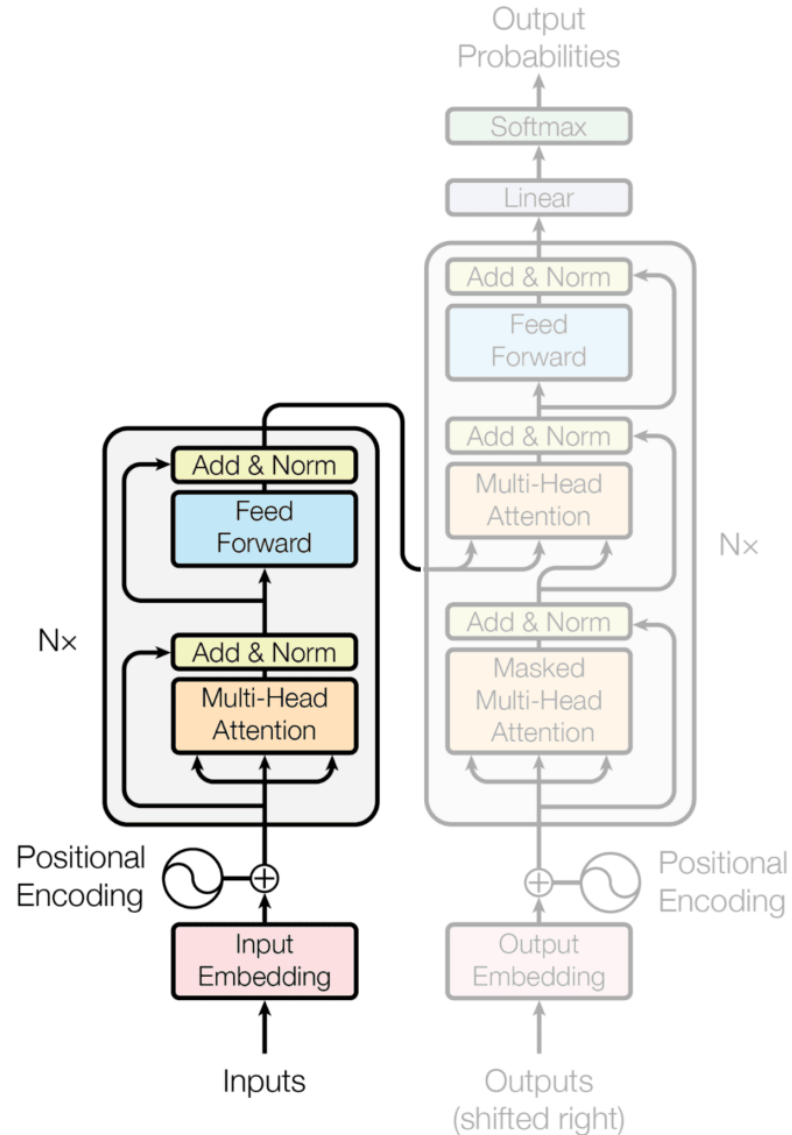 Output
Probabilities
Softmax
Linear
Add & Norm
Feed
Forward
Add & Norm
Multi-Head
Attention
N×
Add & Norm
Masked
Multi-Head
Attention
Positional
Encoding
Output
Embedding
Outputs
(shifted right)
Add & Norm
Feed
Forward
N×
Add & Norm
Multi-Head
Attention
Positional
Encoding
Input
Embedding
Inputs